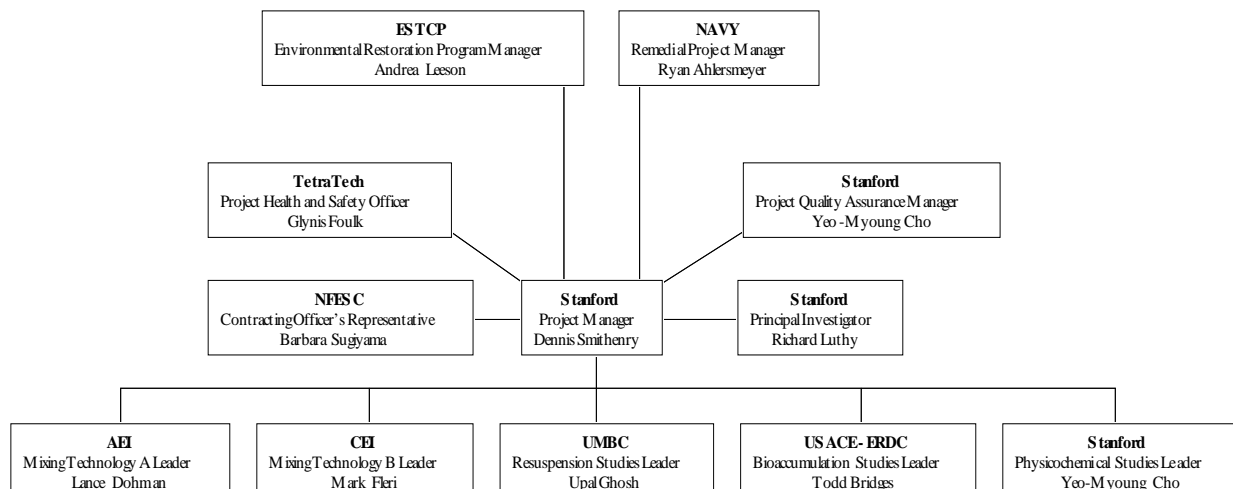 ESTCP
Environmental Restoration Program Manager
Andrea Leeson
NAVY
Remedial Project Manager
Ryan Ahlersmeyer
TetraTech
Project Health and Safety Officer
Glynis Foulk
Stanford
Project Quality Assurance Manager
Yeo-Myoung Cho
NFESC
Contracting Officer's Representative
Barbara Sugiyama
Stanford
Project Manager
Dennis Smithenry
Stanford
Principal Investigator
Richard Luthy
AEI
Mixing Technology A Leader
Lance Dohman
CEI
Mixing Technology B Leader
Mark Fleri
UMBC
Resuspension Studies Leader
Upal Ghosh
USACE-ERDC
Bioaccumulation Studies Leader
Todd Bridges
Stanford
Physicochemical Studies Leader
Yeo-Myoung Cho